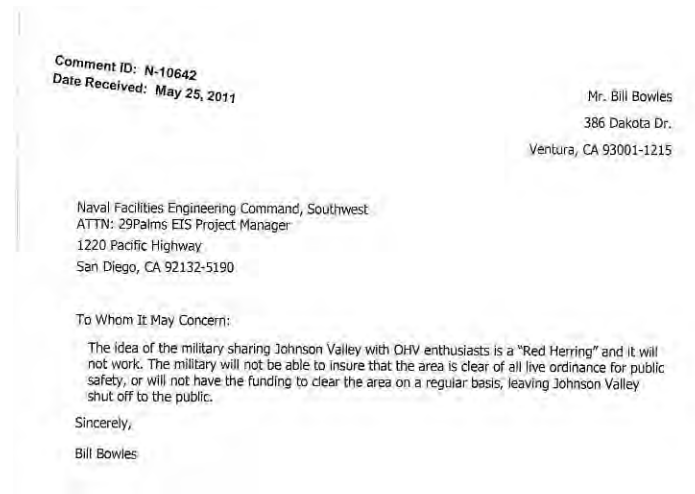 Comment ID: N-10642
Date Received: May 25, 2011
Mr. Bill Bowles
386 Dakota Dr.
Ventura, CA 93001-1215
Naval Facilities Engineering Command, Southwest
ATTN: 29Palms EIS Project Manager
1220 Pacific Highway
San Diego, CA 92132-5190
To Whom It May Concern:
The idea of the military sharing Johnson Valley with OHV enthusiasts is a "Red Herring" and it will
not work. The military will not be able to insure that the area is clear of all live ordinance for public
safety, or will not have the funding to clear the area on a regular basis, leaving Johnson Valley
shut off to the public.
Sincerely,
Bill Bowles